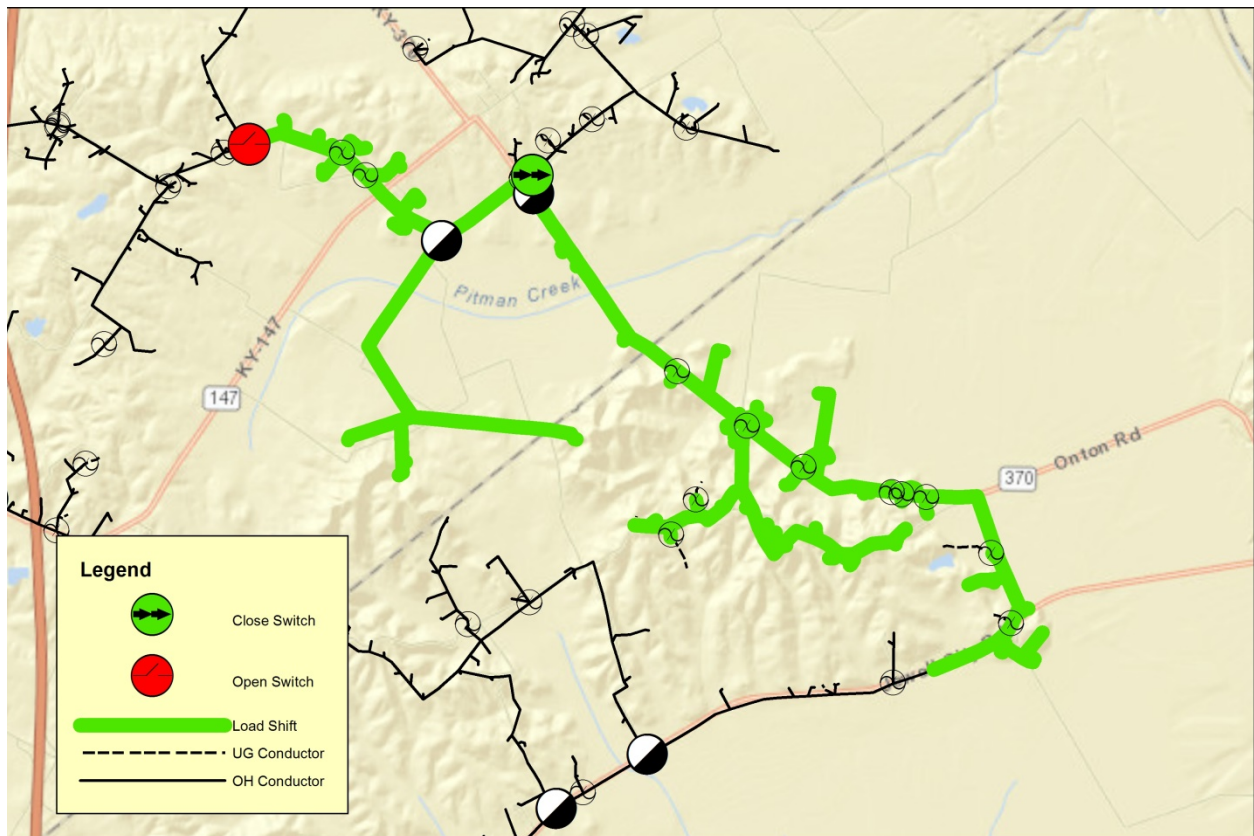 KY-3
Pitman Creek
KY-147
147
Onton Rd
370
Legend
Close Switch
Open Switch
Load Shift
UG Conductor
OH Conductor